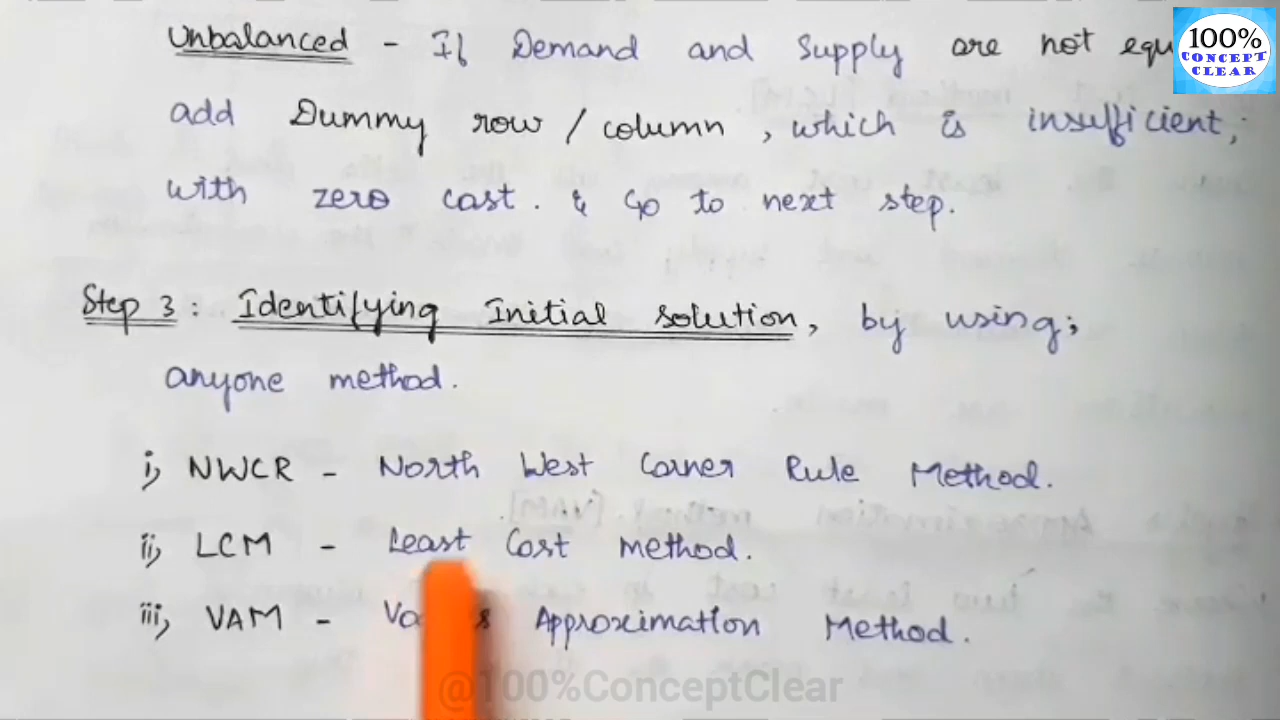 Unbalanced - If Demand and Supply are not equ
100% CONCEPT CLEAR
add Dummy row / column, which is insufficient;
with zero cast. & Go to next step.
Step 3: Identifying Initial solution, by using;
anyone method.
i, NWCR - North West Corner Rule Method.
ii, LCM - Least Cost method.
iii, VAM - Approximation Method.
@100%ConceptClear